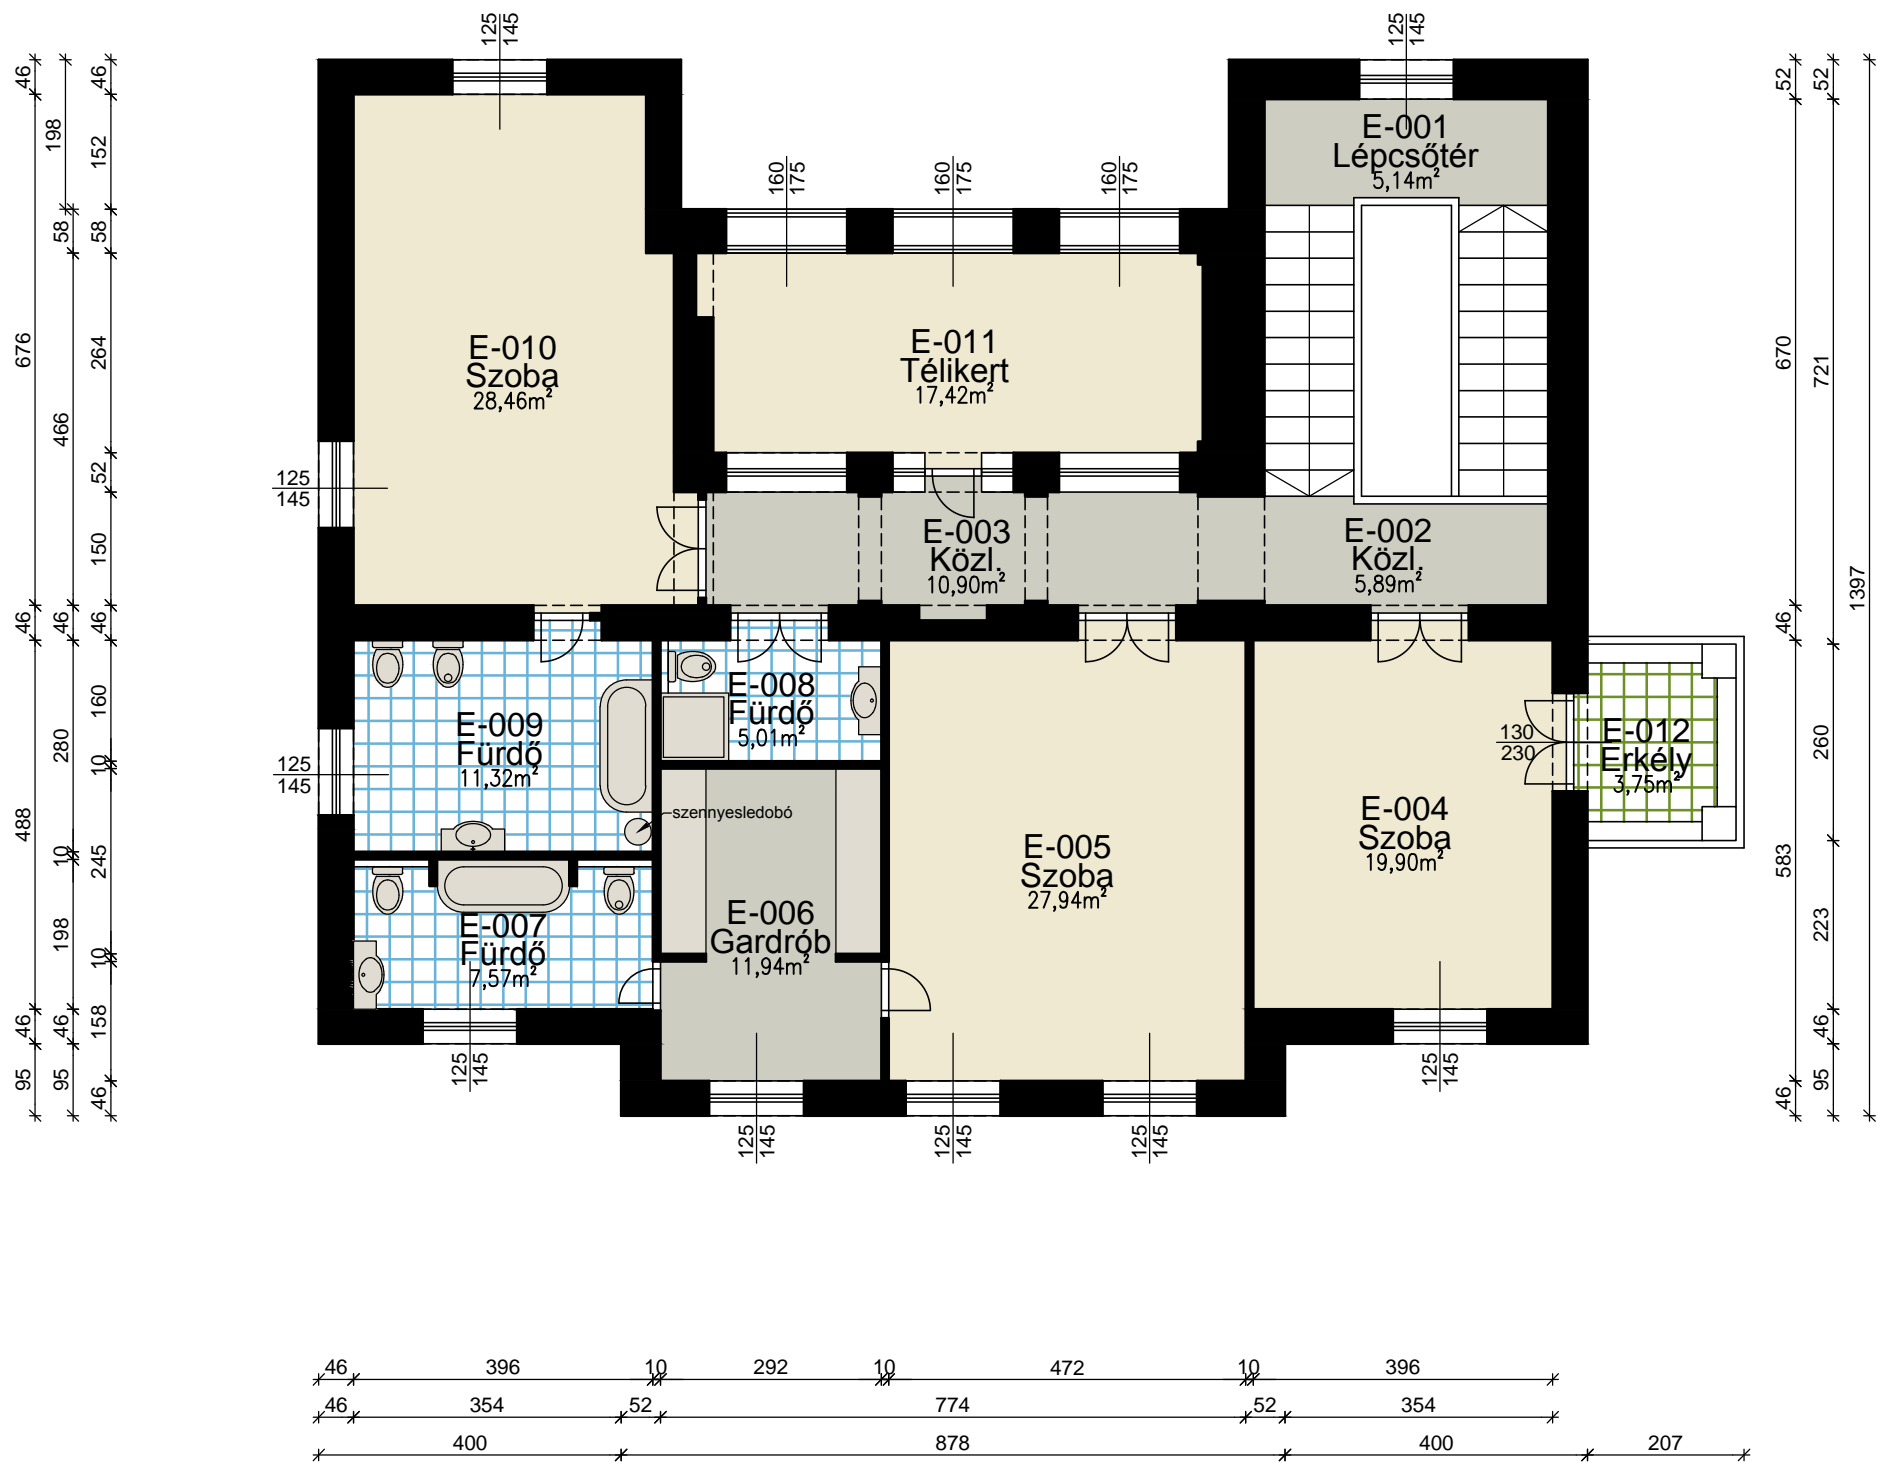 125
145
125
145
160
175
160
175
160
175
E-001
Lépcsőtér
5,14m²
E-010
Szoba
28,46m²
E-011
Télikert
17,42m²
125
145
E-003
Közl.
10,90m²
E-002
Közl.
5,89m²
E-009
Fürdő
11,32m²
125
145
E-008
Fürdő
5,01m²
szennyesledobó
E-005
Szoba
27,94m²
E-004
Szoba
19,90m²
130
230
E-012
Erkély
3,75m²
E-007
Fürdő
7,57m²
E-006
Gardrób
11,94m²
125
145
125
145
125
145
125
145
125
145
46
676
46
488
46
95
198
58
466
46
280
10
198
46
95
46
152
58
264
52
150
46
160
10
245
10
158
46
52
670
46
583
46
52
721
260
223
46
95
1397
46 396 10 292 10 472 10 396
46 354 52 774 52 354
400 878 400 207